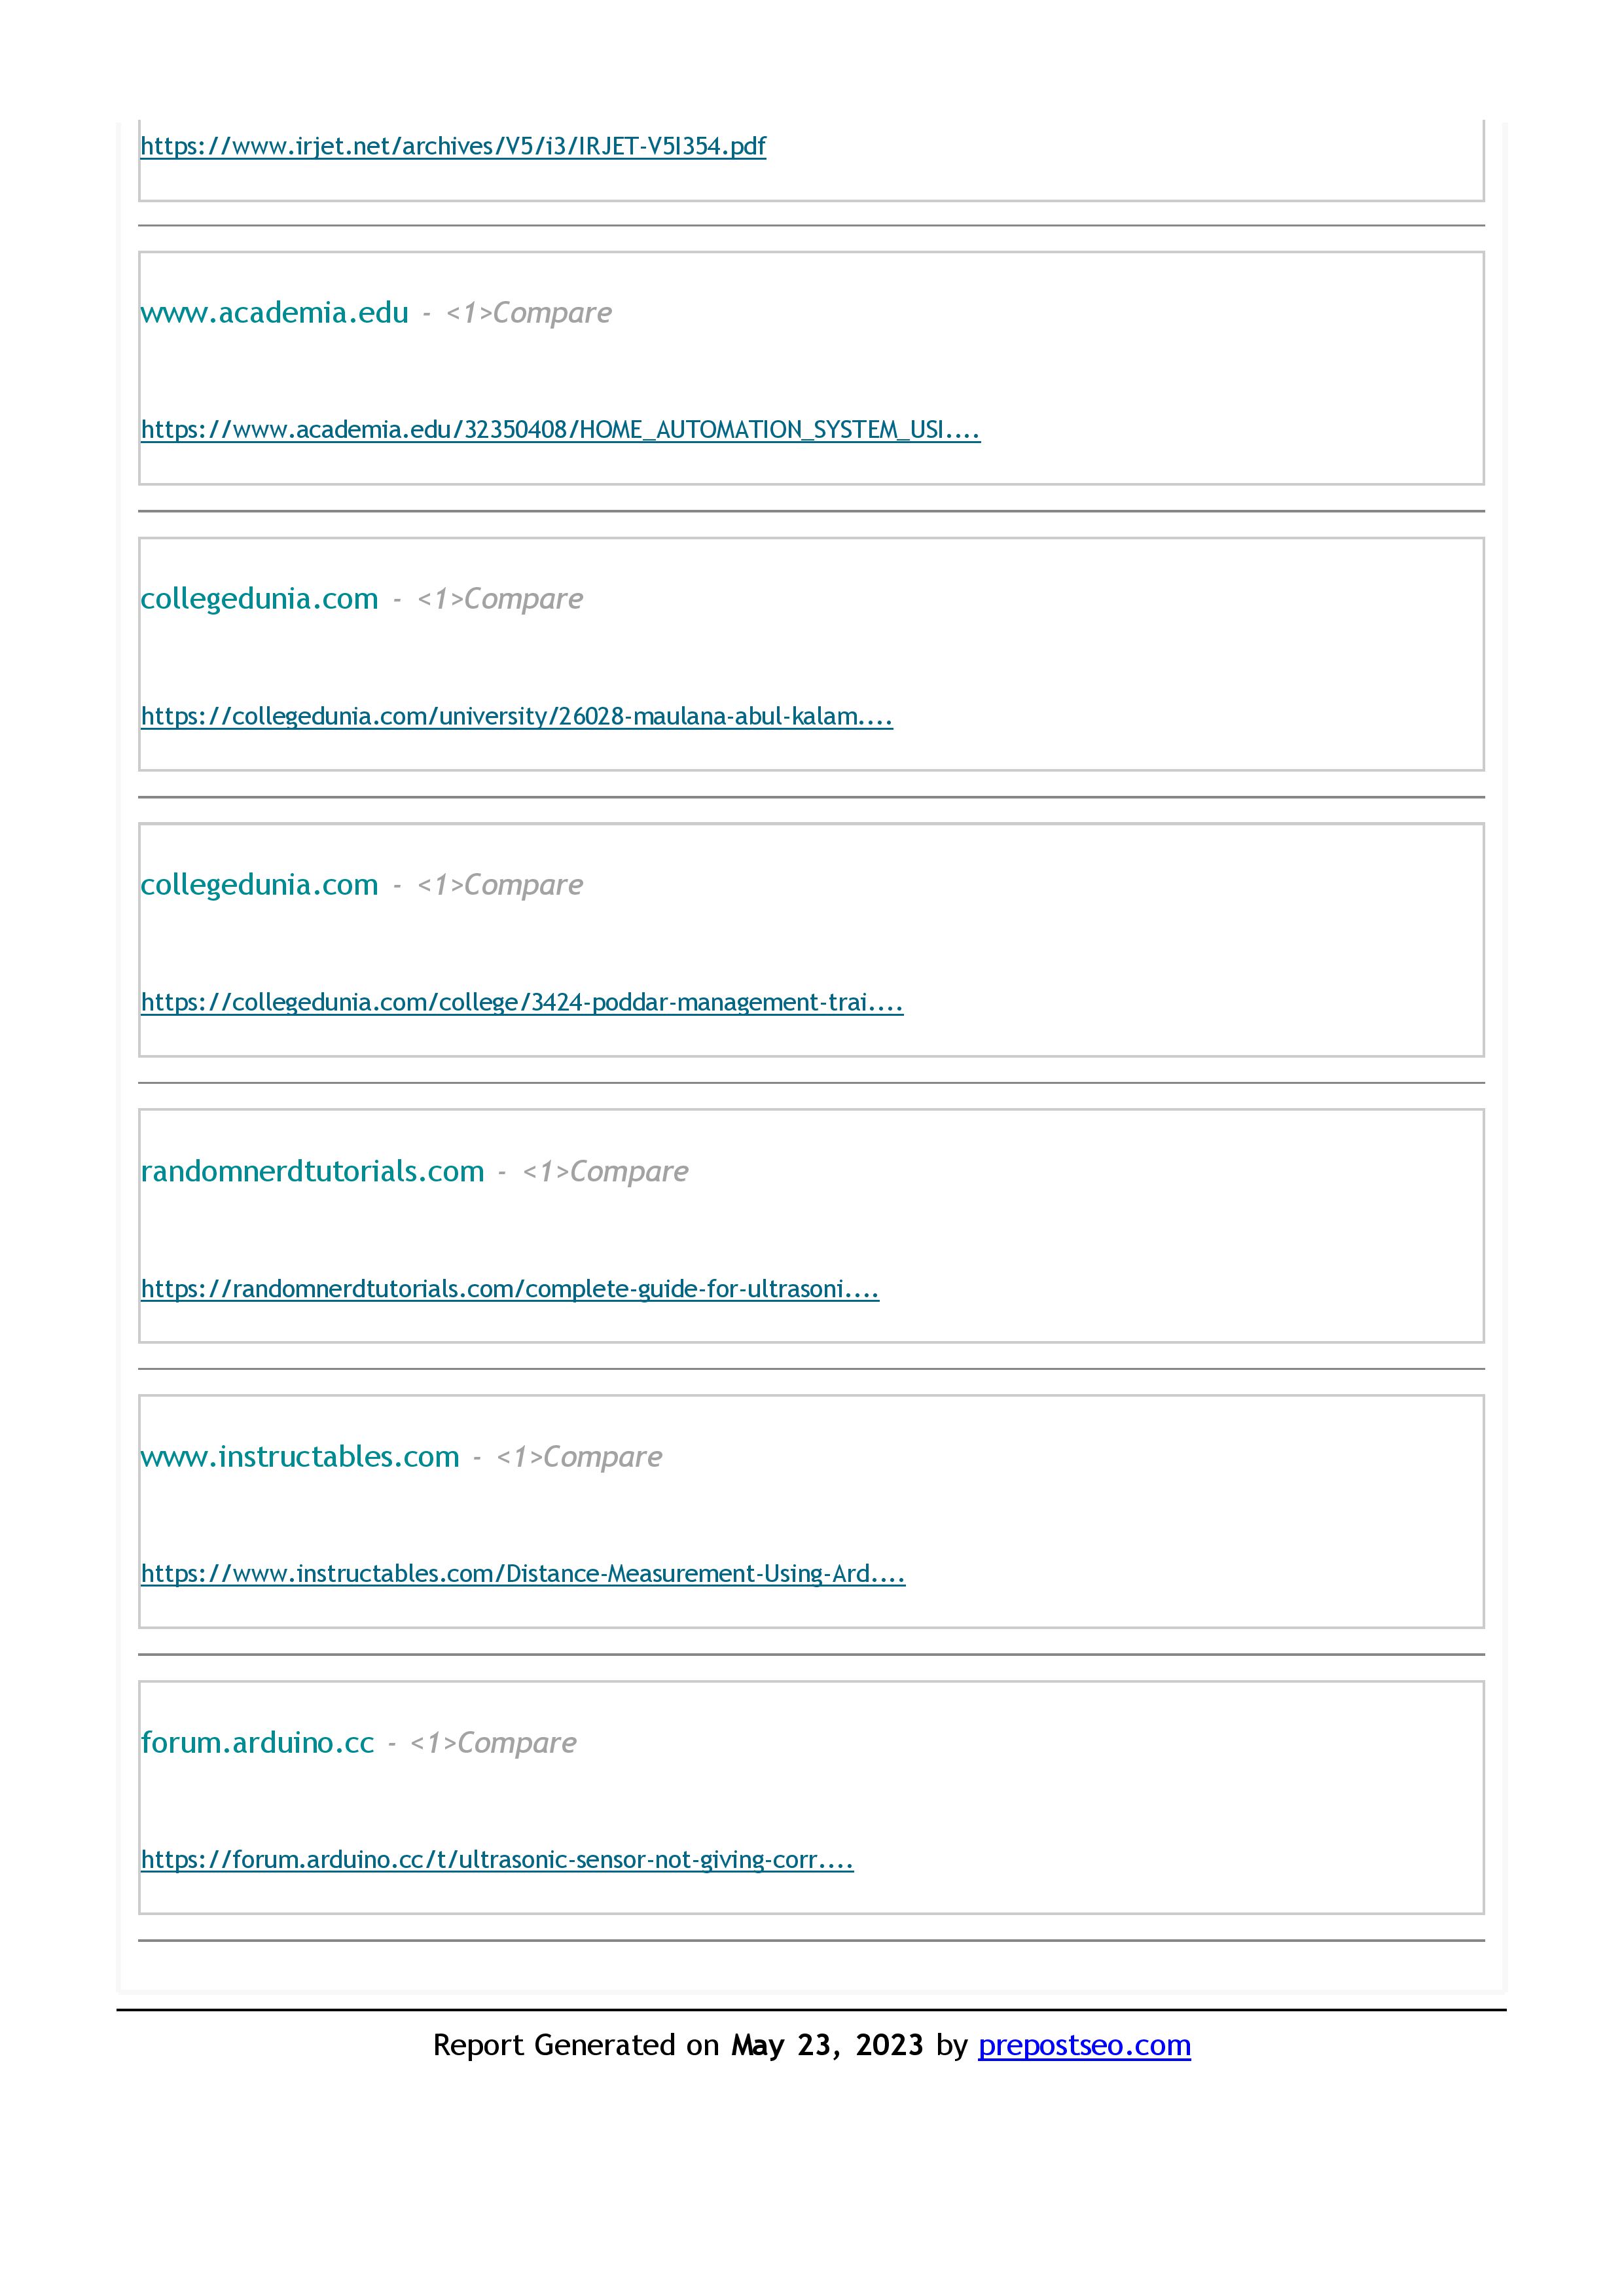 https://www.irjet.net/archives/V5/i3/IRJET-V5I354.pdf
www.academia.edu - <1>Compare
https://www.academia.edu/32350408/HOME_AUTOMATION_SYSTEM_USI....
collegedunia.com - <1>Compare
https://collegedunia.com/university/26028-maulana-abul-kalam....
collegedunia.com - <1>Compare
https://collegedunia.com/college/3424-poddar-management-trai....
randomnerdtutorials.com - <1>Compare
https://randomnerdtutorials.com/complete-guide-for-ultrasoni....
www.instructables.com - <1>Compare
https://www.instructables.com/Distance-Measurement-Using-Ard....
forum.arduino.cc - <1>Compare
https://forum.arduino.cc/t/ultrasonic-sensor-not-giving-corr....
Report Generated on May 23, 2023 by prepostseo.com